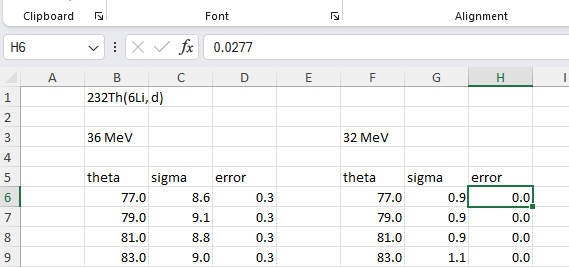 Clipboard Font Alignment
H6 fx 0.0277
A B C D E F G H I
1 232Th(6Li, d)
2
3 36 MeV 32 MeV
4
5 theta sigma error theta sigma error
6 77.0 8.6 0.3 77.0 0.9 0.0
7 79.0 9.1 0.3 79.0 0.9 0.0
8 81.0 8.8 0.3 81.0 0.9 0.0
9 83.0 9.0 0.3 83.0 1.1 0.0